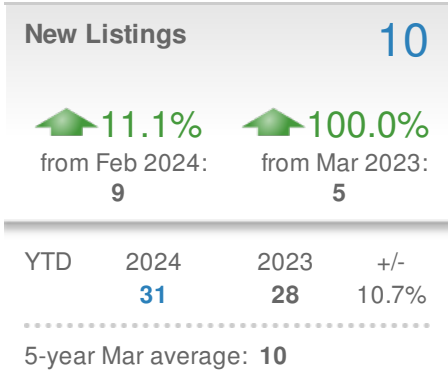 New Listings 10
11.1% 100.0%
from Feb 2024: from Mar 2023:
9 5
YTD 2024 2023 +/-
31 28 10.7%
5-year Mar average: 10